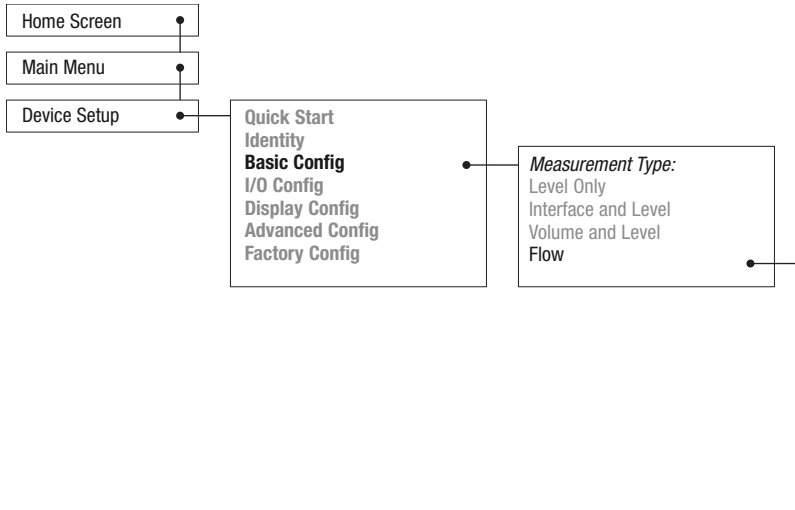 Home Screen
Main Menu
Device Setup
Quick Start
Identity
Basic Config
I/O Config
Display Config
Advanced Config
Factory Config
Measurement Type:
Level Only
Interface and Level
Volume and Level
Flow